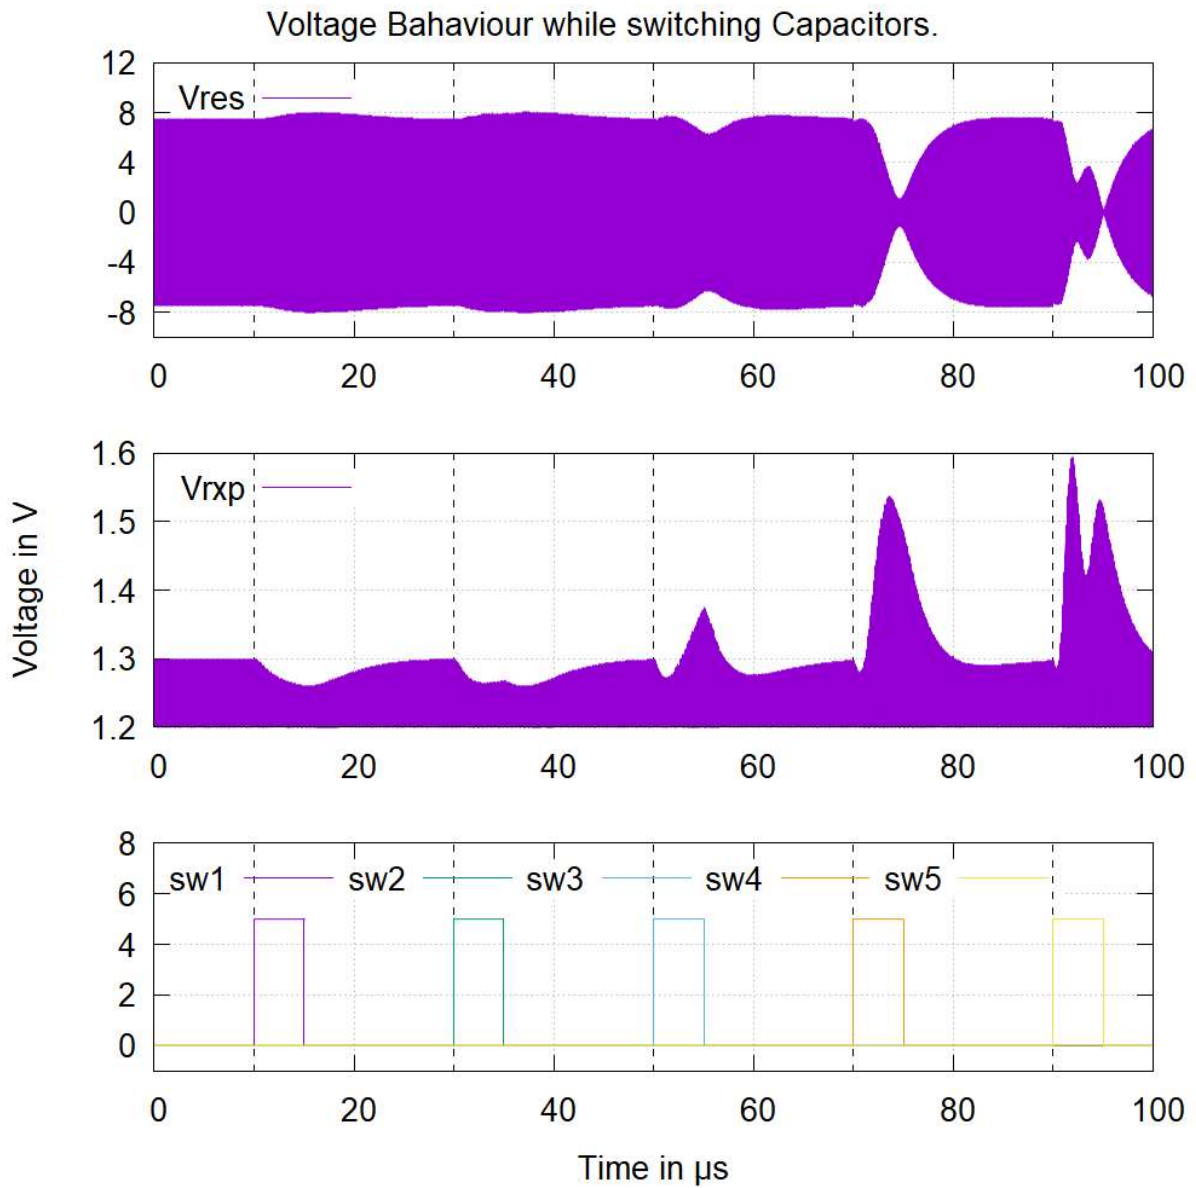 Voltage Bahaviour while switching Capacitors.
12
Vres
8
4
0
-4
-8
0 20 40 60 80 100
1.6
Vrxp
1.5
1.4
1.3
1.2
0 20 40 60 80 100
Voltage in V
8
sw1 sw2 sw3 sw4 sw5
6
4
2
0
0 20 40 60 80 100
Time in µs